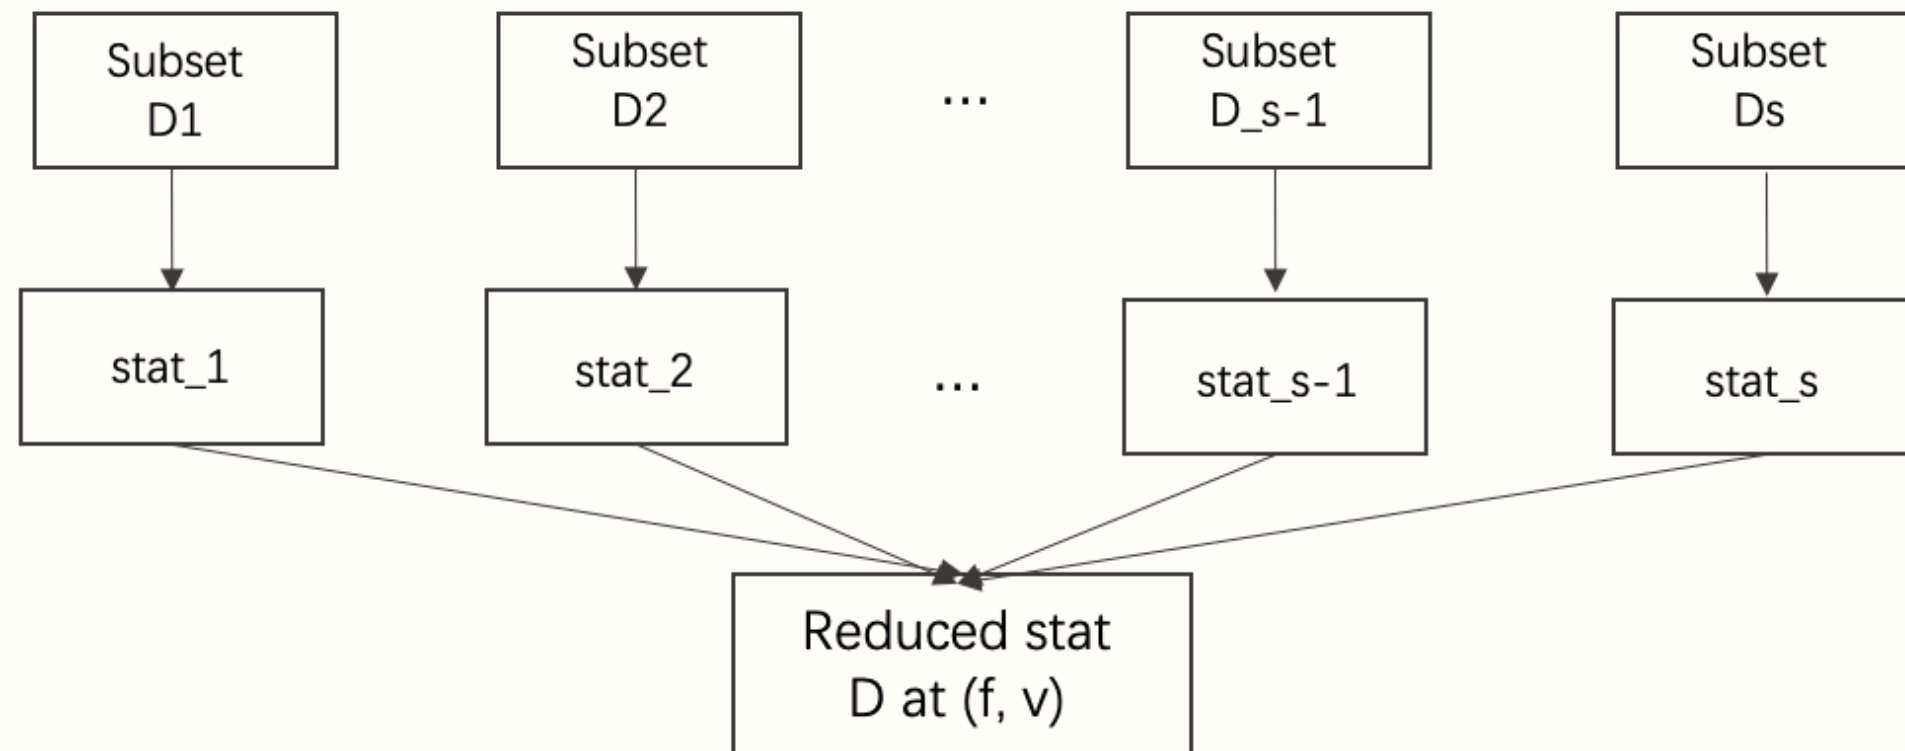 Subset
D1
Subset
D2
...
Subset
D_s-1
Subset
Ds
stat_1
stat_2
...
stat_s-1
stat_s
Reduced stat
D at (f, v)